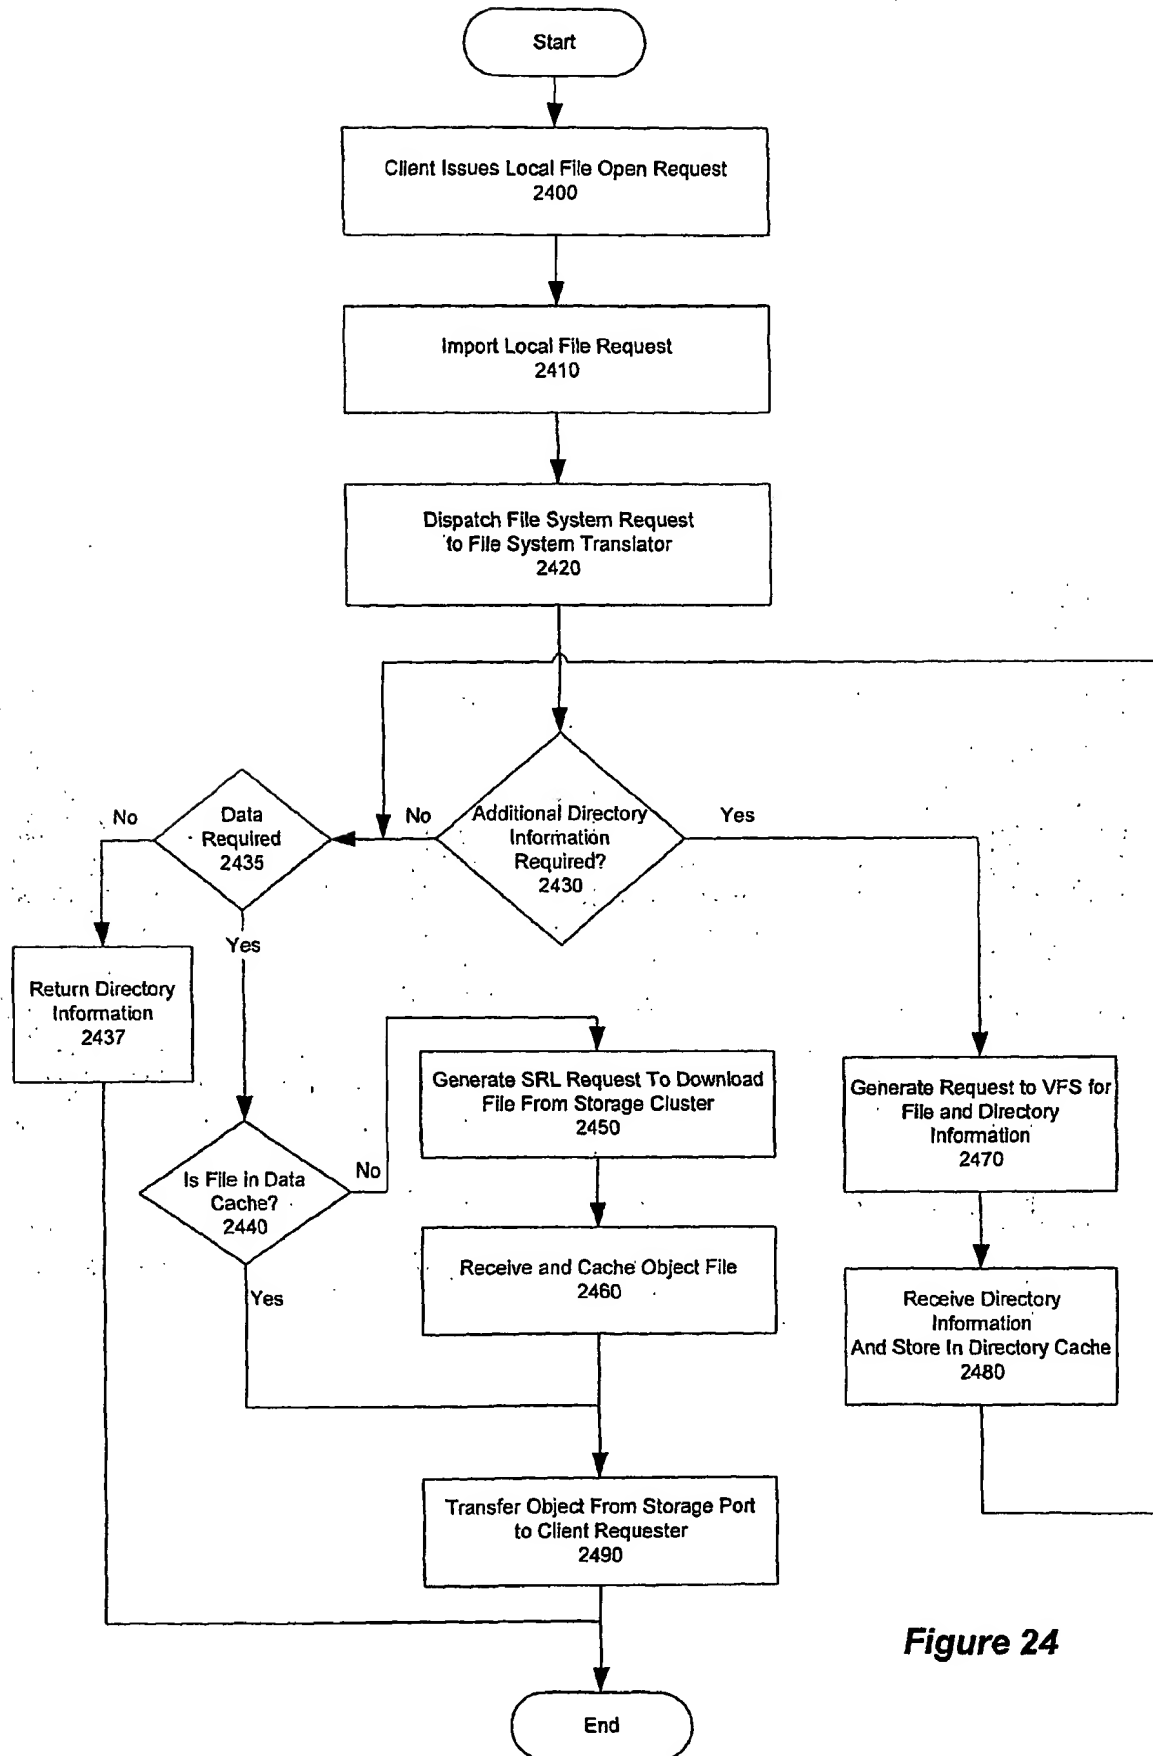 Start
Client Issues Local File Open Request
2400
Import Local File Request
2410
Dispatch File System Request
to File System Translator
2420
No
Data
Required
2435
No
Additional Directory
Information
Required?
2430
Yes
Yes
Return Directory
Information
2437
Generate SRL Request To Download
File From Storage Cluster
2450
Generate Request to VFS for
File and Directory
Information
2470
Is File in Data
Cache?
2440
No
Yes
Receive and Cache Object File
2460
Receive Directory
Information
And Store In Directory Cache
2480
Transfer Object From Storage Port
to Client Requester
2490
Figure 24
End